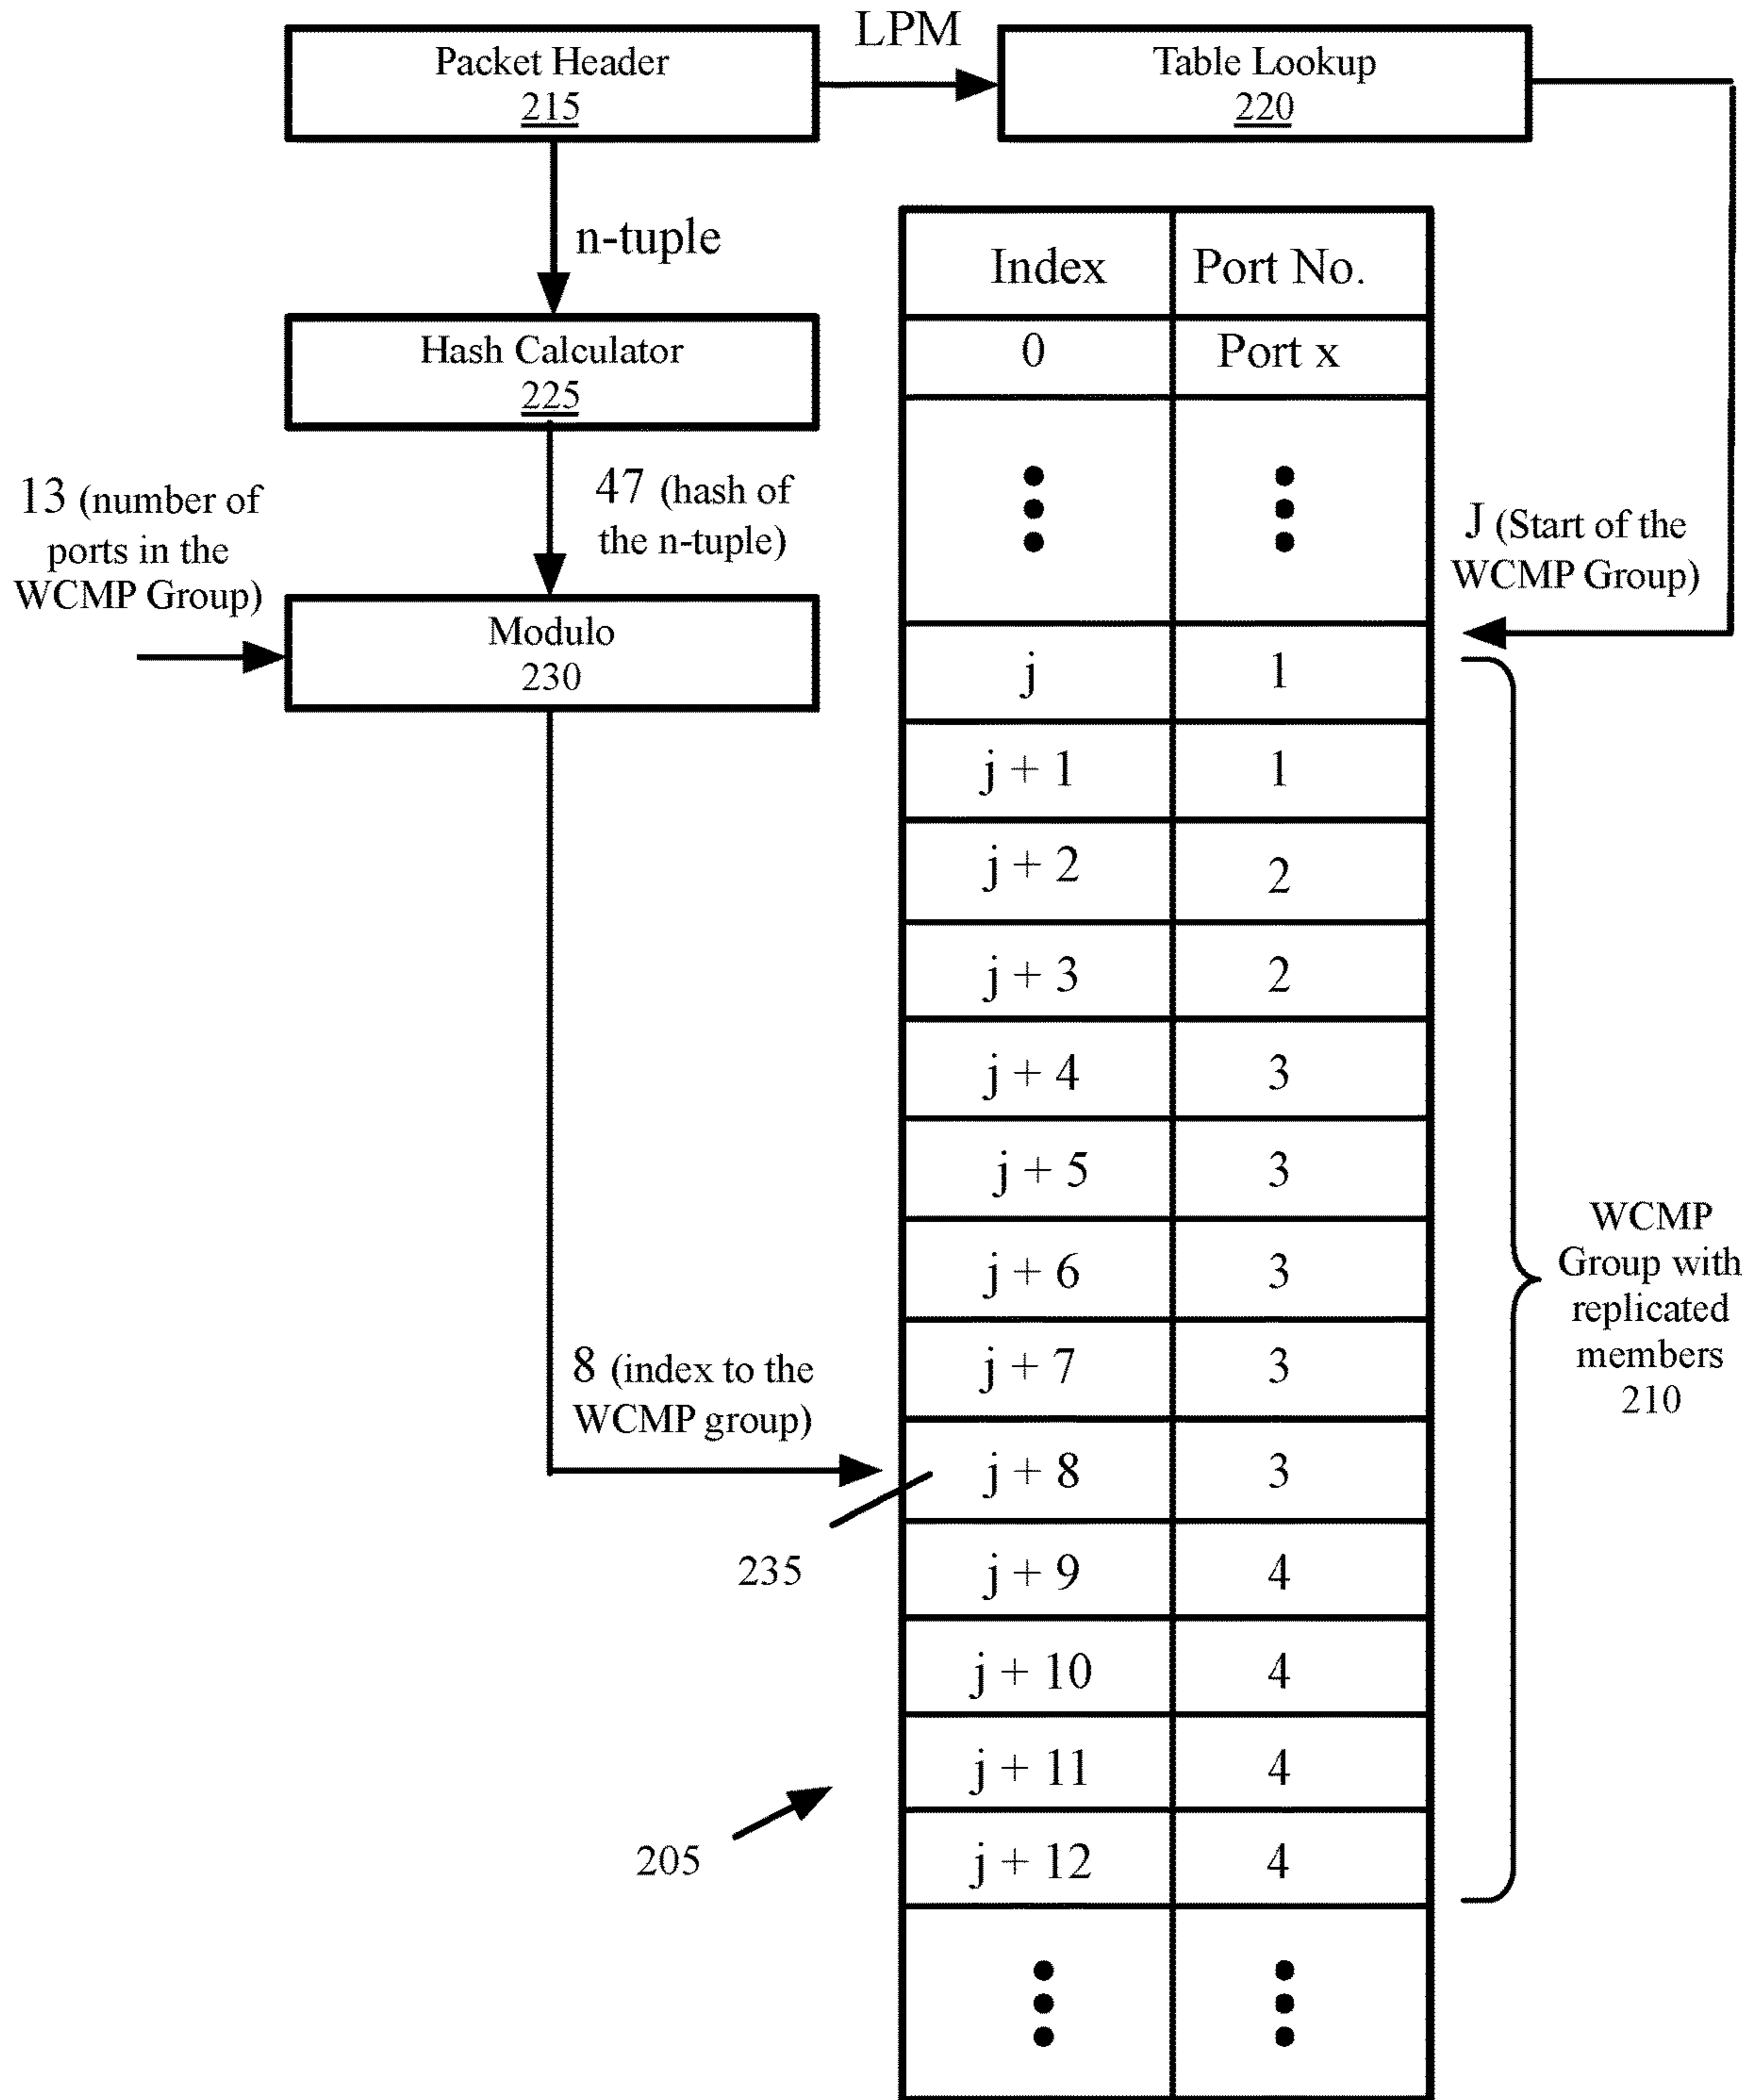 LPM
Packet Header
215
Table Lookup
220
n-tuple
Hash Calculator
225
47 (hash of
the n-tuple)
13 (number of
ports in the
WCMP Group)
Modulo
230
J (Start of the
WCMP Group)
Index Port No.
0 Port x
j 1
j + 1 1
j + 2 2
j + 3 2
j + 4 3
j + 5 3
j + 6 3
j + 7 3
j + 8 3
j + 9 4
j + 10 4
j + 11 4
j + 12 4
8 (index to the
WCMP group)
235
205
WCMP
Group with
replicated
members
210